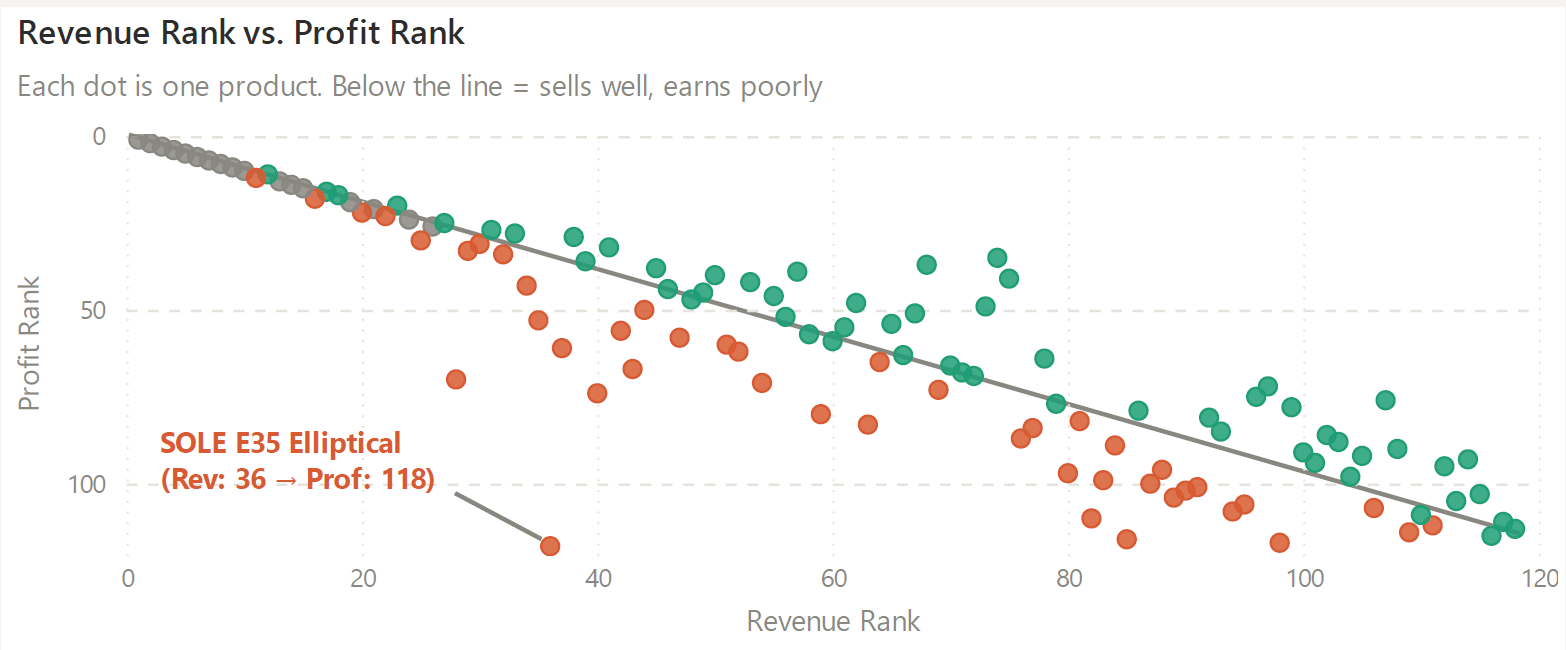 Revenue Rank vs. Profit Rank
Each dot is one product. Below the line = sells well, earns poorly
0
50
100
Profit Rank
SOLE E35 Elliptical
(Rev: 36 → Prof: 118)
0 20 40 60 80 100 120
Revenue Rank